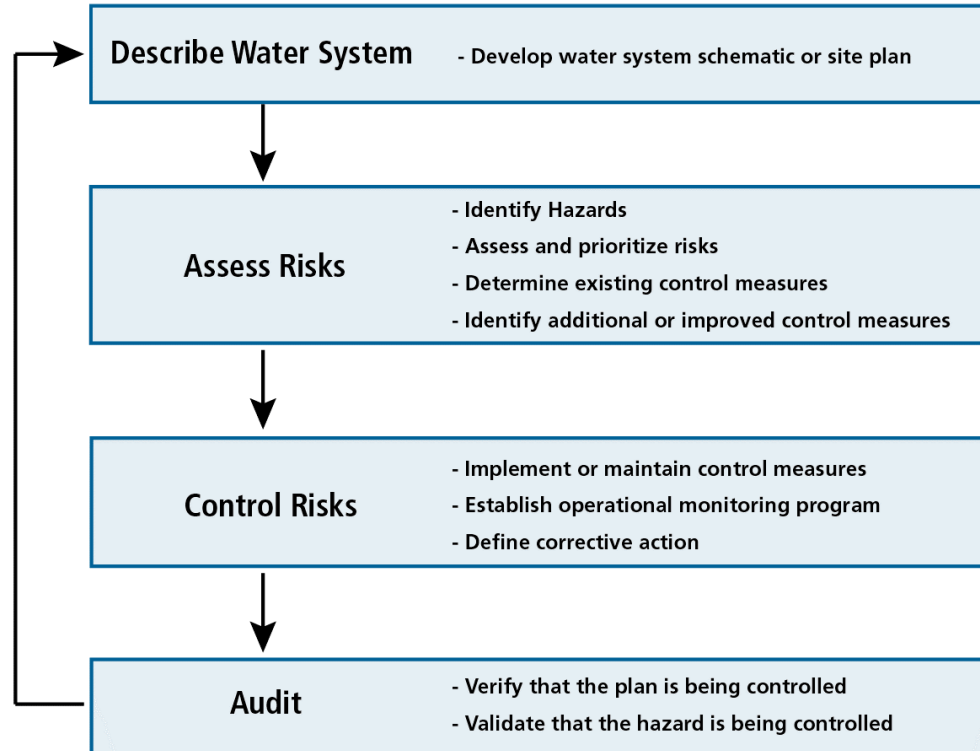 Describe Water System - Develop water system schematic or site plan
Assess Risks
- Identify Hazards
- Assess and prioritize risks
- Determine existing control measures
- Identify additional or improved control measures
Control Risks
- Implement or maintain control measures
- Establish operational monitoring program
- Define corrective action
Audit
- Verify that the plan is being controlled
- Validate that the hazard is being controlled